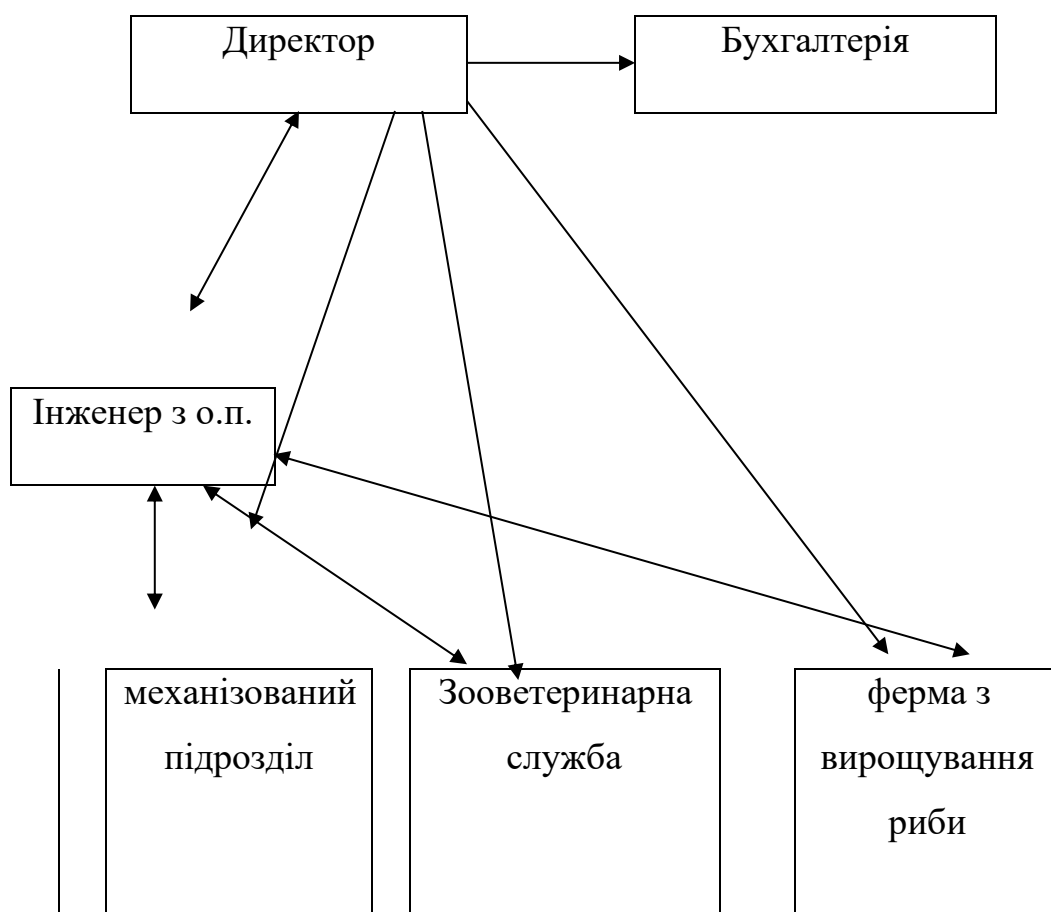 Директор
Бухгалтерія
Інженер з о.п.
механізований
підрозділ
Зооветеринарна
служба
ферма з
вирощування
риби